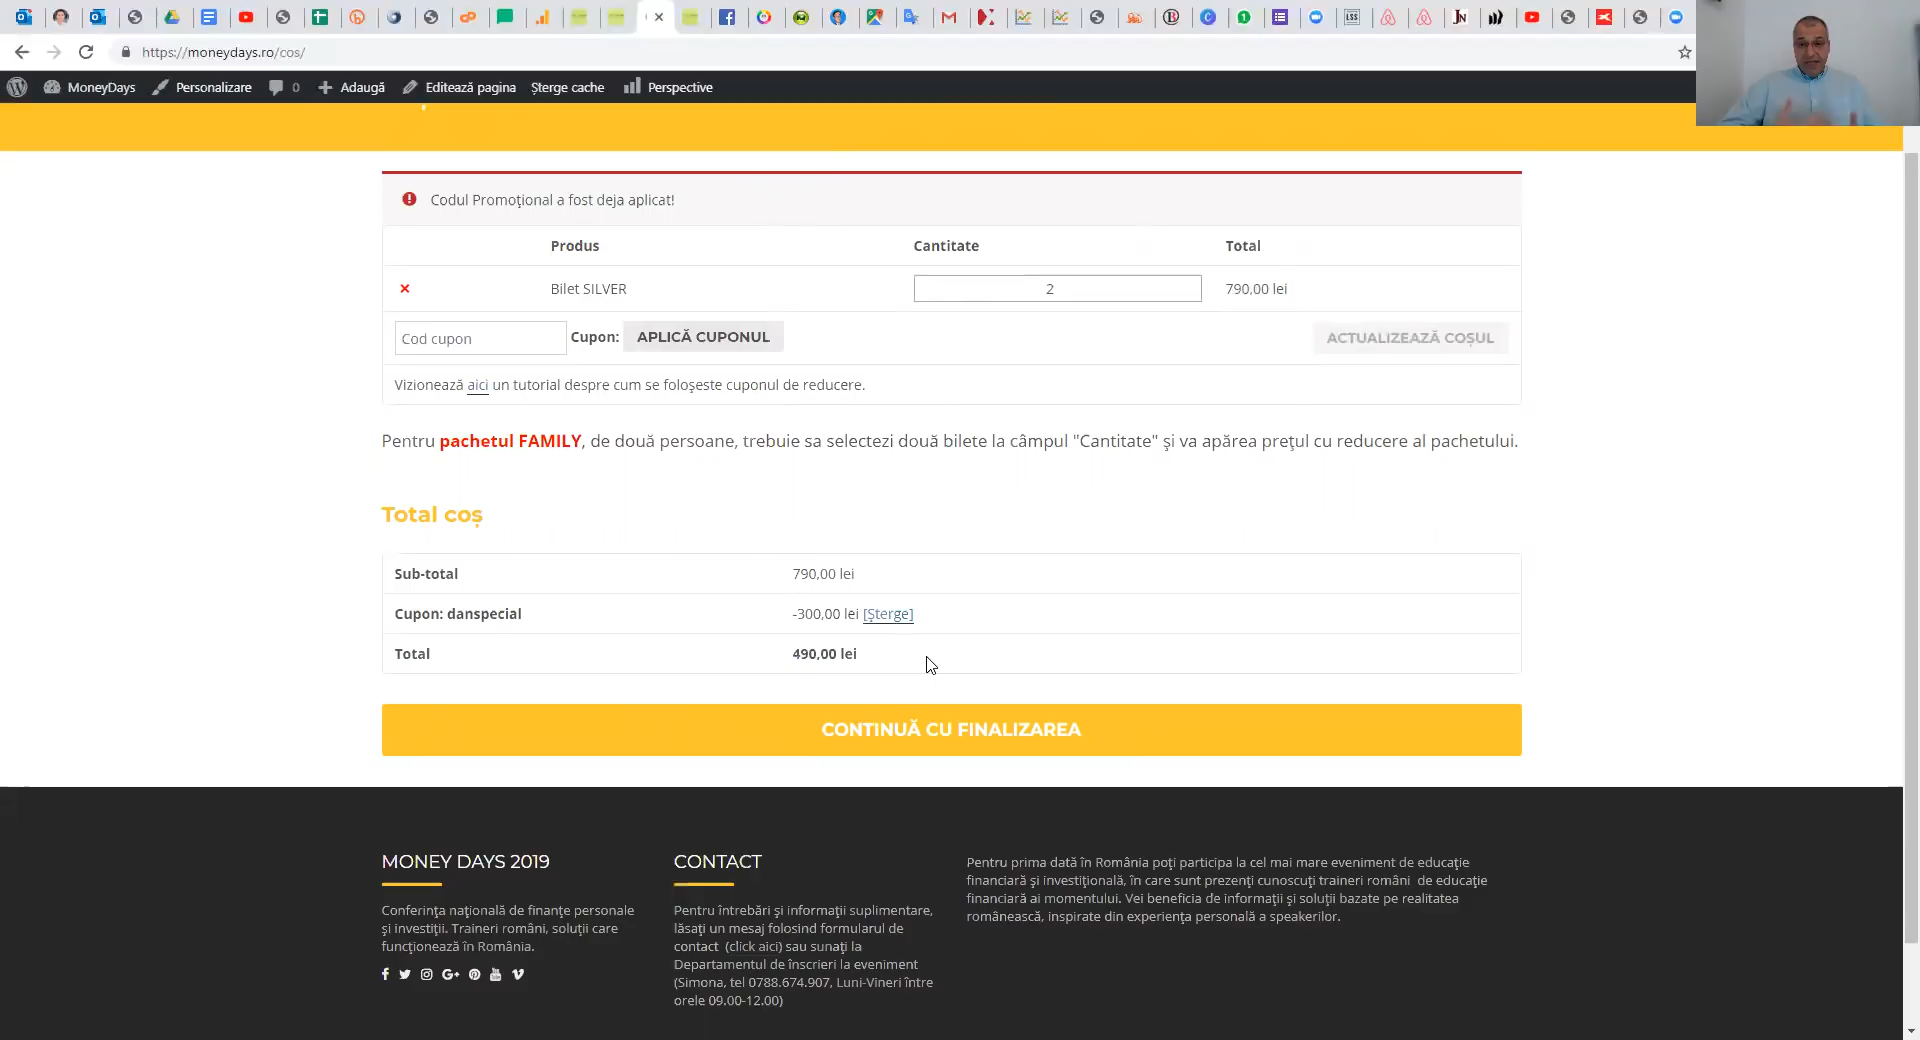 https://moneydays.ro/cos/
MoneyDays
Personalizare
0
Adaugă
Editează pagina
Șterge cache
Perspective
Codul Promoțional a fost deja aplicat!
Produs Cantitate Total
Bilet SILVER 2 790,00 lei
Cod cupon Cupon: APLICĂ CUPONUL ACTUALIZEAZĂ COȘUL
Vizionează aici un tutorial despre cum se folosește cuponul de reducere.
Pentru pachetul FAMILY, de două persoane, trebuie sa selectezi două bilete la câmpul "Cantitate" și va apărea prețul cu reducere al pachetului.
Total coș
Sub-total 790,00 lei
Cupon: danspecial -300,00 lei [Șterge]
Total 490,00 lei
CONTINUĂ CU FINALIZAREA
MONEY DAYS 2019
Conferința națională de finanțe personale
și investiții. Traineri români, soluții care
funcționează în România.
CONTACT
Pentru întrebări și informații suplimentare,
lăsați un mesaj folosind formularul de
contact (click aici) sau sunați la
Departamentul de înscrieri la eveniment
(Simona, tel 0788.674.907, Luni-Vineri între
orele 09.00-12.00)
Pentru prima dată în România poți participa la cel mai mare eveniment de educație
financiară și investițională, în care sunt prezenți cunoscuți traineri români de educație
financiară ai momentului. Vei beneficia de informații și soluții bazate pe realitatea
românească, inspirate din experiența personală a speakerilor.